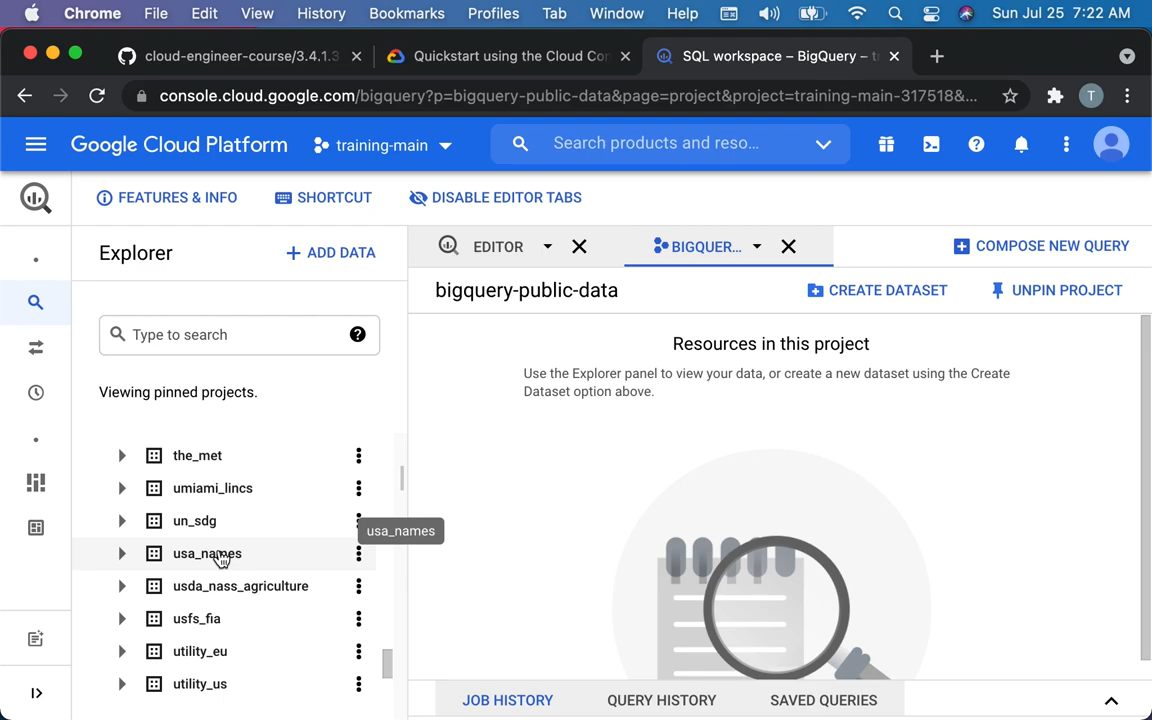 Chrome File Edit View History Bookmarks Profiles Tab Window Help Sun Jul 25 7:22 AM
cloud-engineer-course/3.4.1.3 Quickstart using the Cloud Con SQL workspace – BigQuery – tr
console.cloud.google.com/bigquery?p=bigquery-public-data&page=project&project=training-main-317518&...
T
Google Cloud Platform training-main Search products and reso...
FEATURES & INFO SHORTCUT DISABLE EDITOR TABS
Explorer + ADD DATA
EDITOR BIGQUER... COMPOSE NEW QUERY
bigquery-public-data CREATE DATASET UNPIN PROJECT
Type to search
Viewing pinned projects.
Resources in this project
Use the Explorer panel to view your data, or create a new dataset using the Create
Dataset option above.
the_met
umiami_lincs
un_sdg
usa_names
usa_names
usda_nass_agriculture
usfs_fia
utility_eu
utility_us
JOB HISTORY QUERY HISTORY SAVED QUERIES